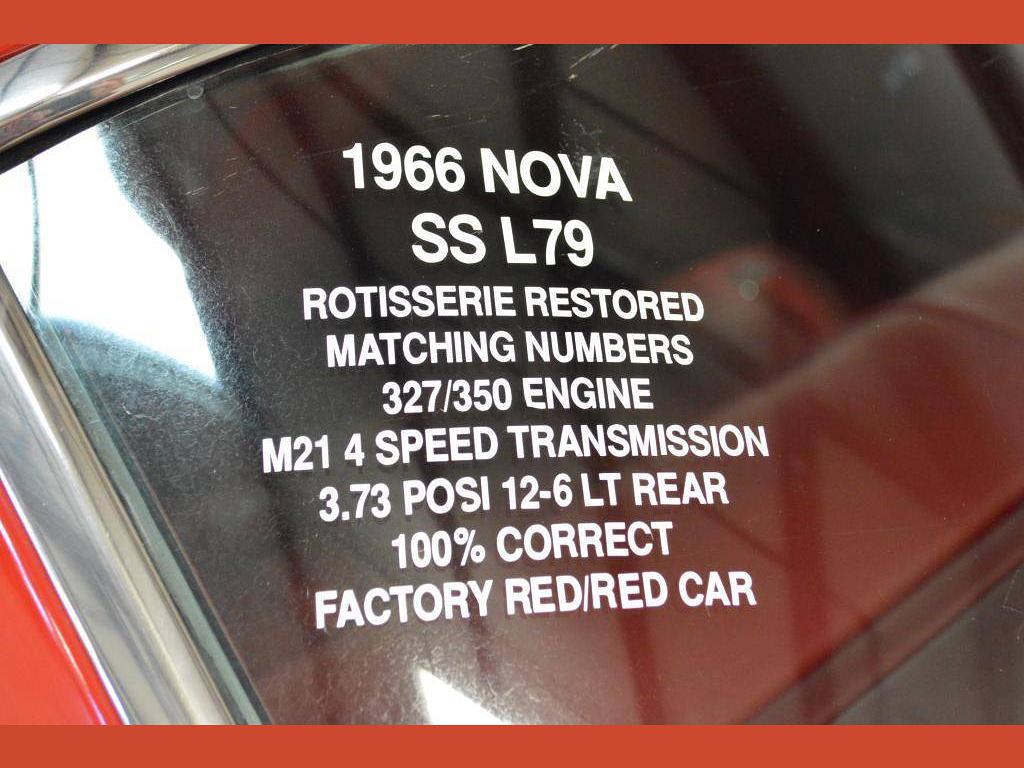 1966 NOVA
SS L79
ROTISSERIE RESTORED
MATCHING NUMBERS
327/350 ENGINE
M21 4 SPEED TRANSMISSION
3.73 POSI 12-6 LT REAR
100% CORRECT
FACTORY RED/RED CAR